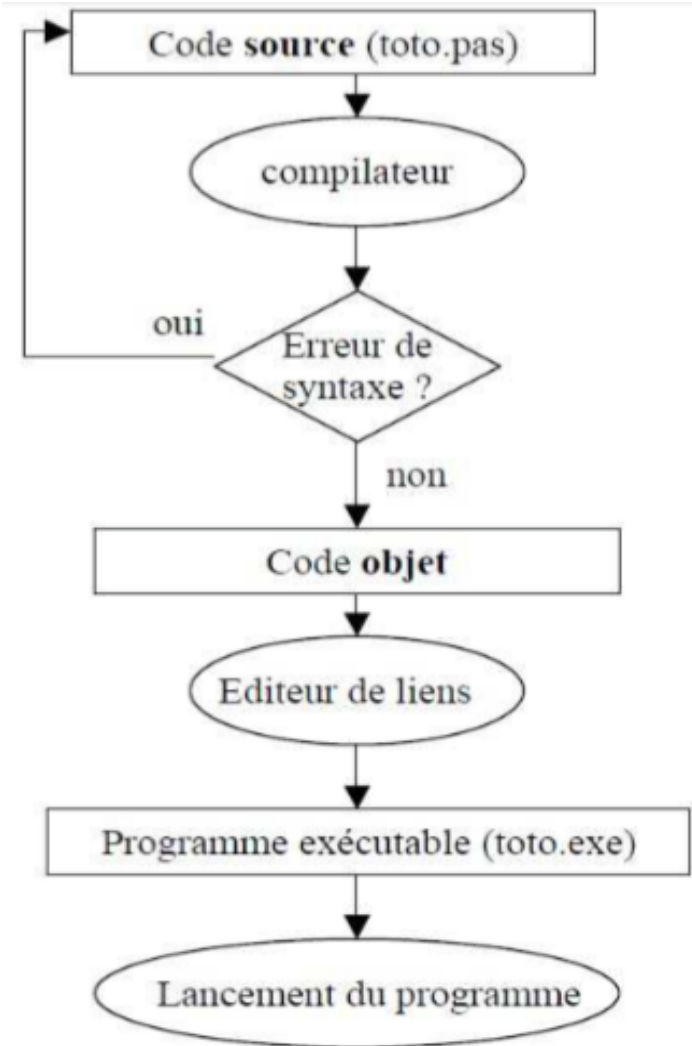 Code source (toto.pas)
compilateur
oui
Erreur de
syntaxe ?
non
Code objet
Editeur de liens
Programme exécutable (toto.exe)
Lancement du programme